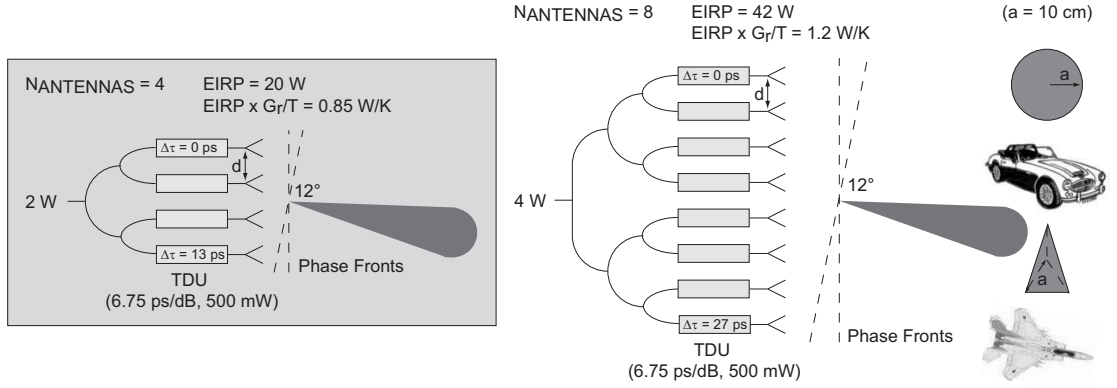 NANTENNAS = 4 EIRP = 20 W
EIRP x Gr/T = 0.85 W/K
Δτ = 0 ps
d
2 W
12°
Δτ = 13 ps
Phase Fronts
TDU
(6.75 ps/dB, 500 mW)
NANTENNAS = 8 EIRP = 42 W
EIRP x Gr/T = 1.2 W/K
Δτ = 0 ps
d
4 W
12°
Δτ = 27 ps
Phase Fronts
TDU
(6.75 ps/dB, 500 mW)
(a = 10 cm)
a
a